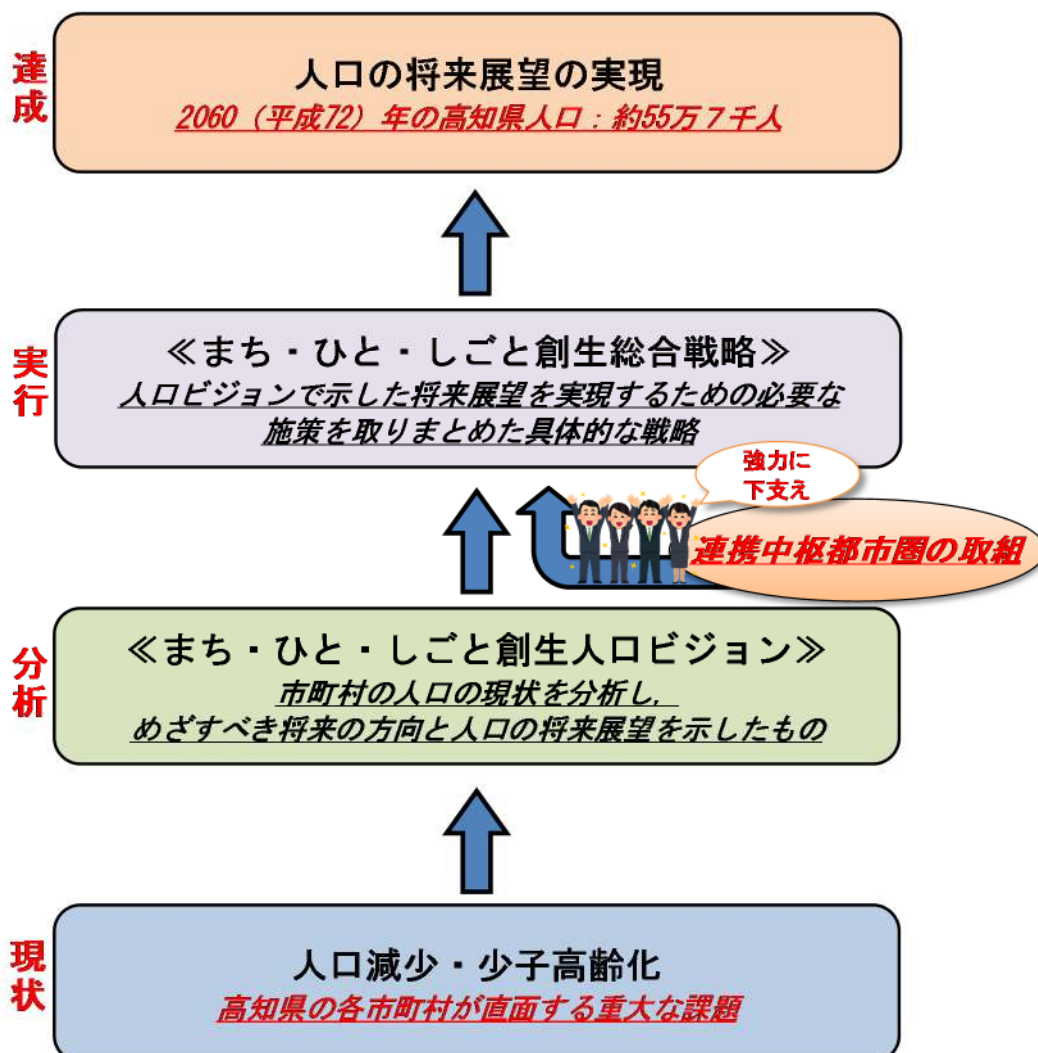 達成
人口の将来展望の実現
2060（平成72）年の高知県人口：約55万７千人
実行
≪まち・ひと・しごと創生総合戦略≫
人口ビジョンで示した将来展望を実現するための必要な
施策を取りまとめた具体的な戦略
強力に
下支え
連携中枢都市圏の取組
分析
≪まち・ひと・しごと創生人口ビジョン≫
市町村の人口の現状を分析し，
めざすべき将来の方向と人口の将来展望を示したもの
現状
人口減少・少子高齢化
高知県の各市町村が直面する重大な課題